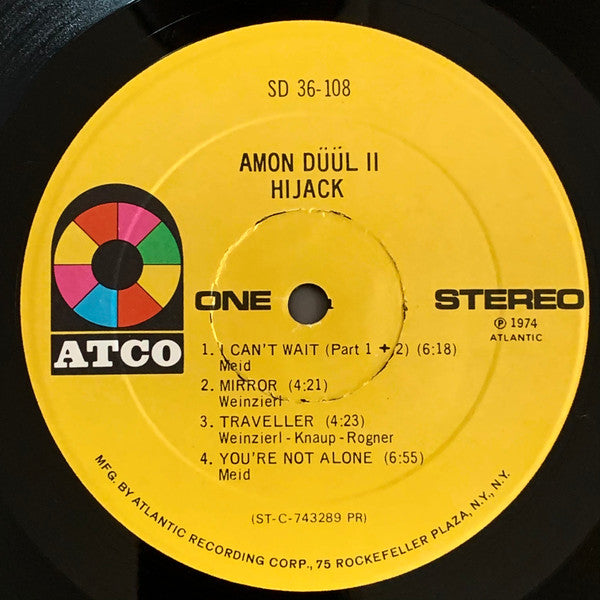 SD 36-108
AMON DÜÜL II
HIJACK
ATCO
ONE
STEREO
℗ 1974
ATLANTIC
1. I CAN'T WAIT (Part 1 + 2) (6:18)
Meid
2. MIRROR (4:21)
Weinzierl
3. TRAVELLER (4:23)
Weinzierl - Knaup - Rogner
4. YOU'RE NOT ALONE (6:55)
Meid
(ST-C-743289 PR)
MFG. BY ATLANTIC RECORDING CORP., 75 ROCKEFELLER PLAZA, N.Y., N.Y.